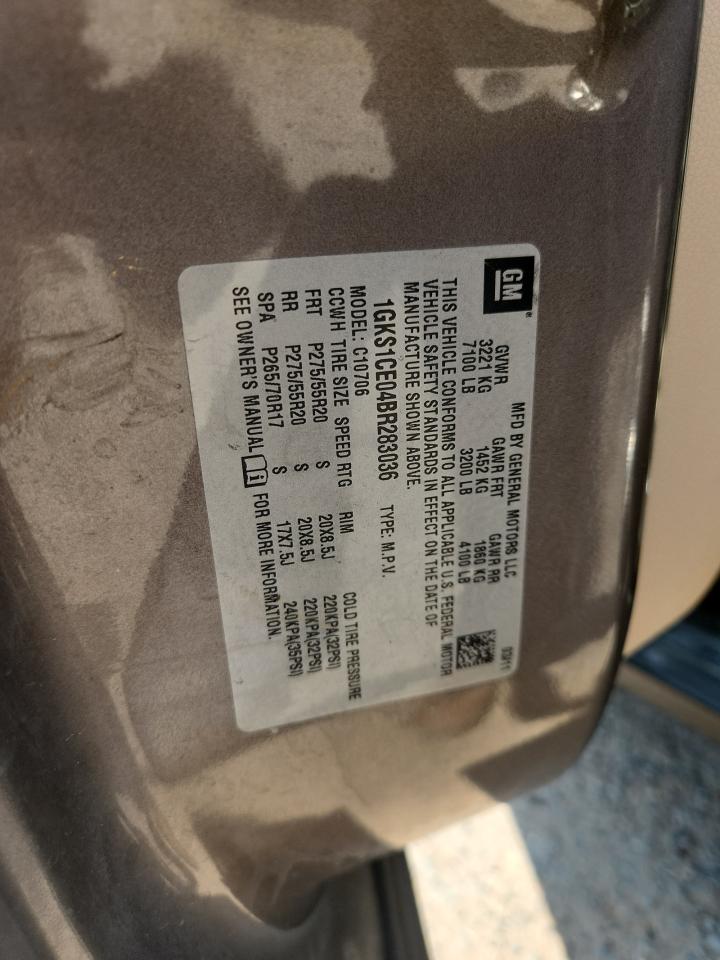 GM
MFD BY GENERAL MOTORS LLC 03/11
GVWR GAWR FRT GAWR RR
3221 KG 1452 KG 1860 KG
7100 LB 3200 LB 4100 LB
THIS VEHICLE CONFORMS TO ALL APPLICABLE U.S. FEDERAL MOTOR
VEHICLE SAFETY STANDARDS IN EFFECT ON THE DATE OF
MANUFACTURE SHOWN ABOVE.
1GKS1CE04BR283036 TYPE: M.P.V.
MODEL: C10706
CCWH TIRE SIZE SPEED RTG RIM COLD TIRE PRESSURE
FRT P275/55R20 S 20X8.5J 220KPA(32PSI)
RR P275/55R20 S 20X8.5J 220KPA(32PSI)
SPA P265/70R17 S 17X7.5J 240KPA(35PSI)
SEE OWNER'S MANUAL FOR MORE INFORMATION.